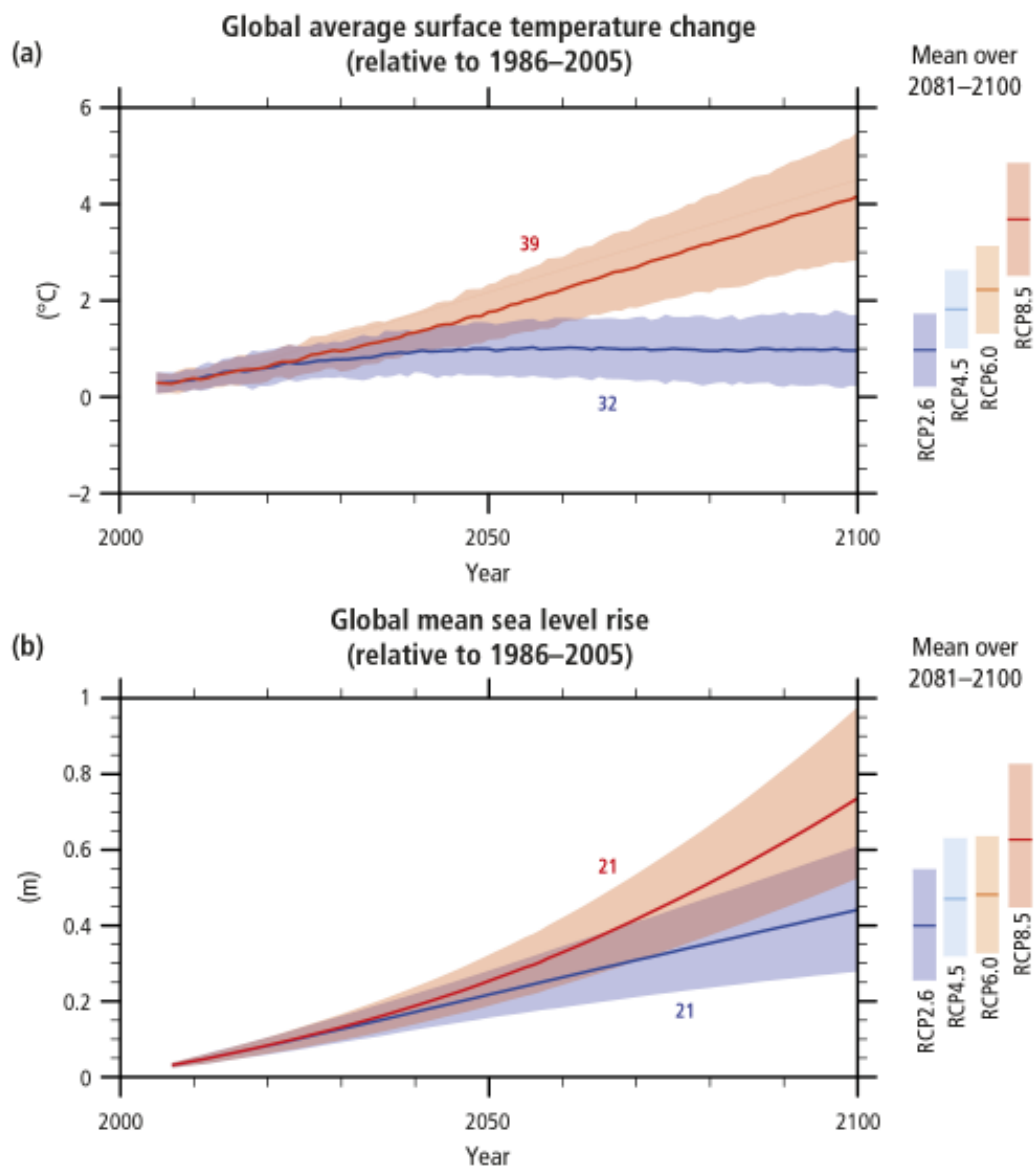 (a)
Global average surface temperature change
(relative to 1986–2005)
Mean over
2081–2100
6
4
2
0
−2
(°C)
39
32
2000
2050
2100
Year
RCP2.6
RCP4.5
RCP6.0
RCP8.5
(b)
Global mean sea level rise
(relative to 1986–2005)
Mean over
2081–2100
1
0.8
0.6
0.4
0.2
0
(m)
21
21
2000
2050
2100
Year
RCP2.6
RCP4.5
RCP6.0
RCP8.5